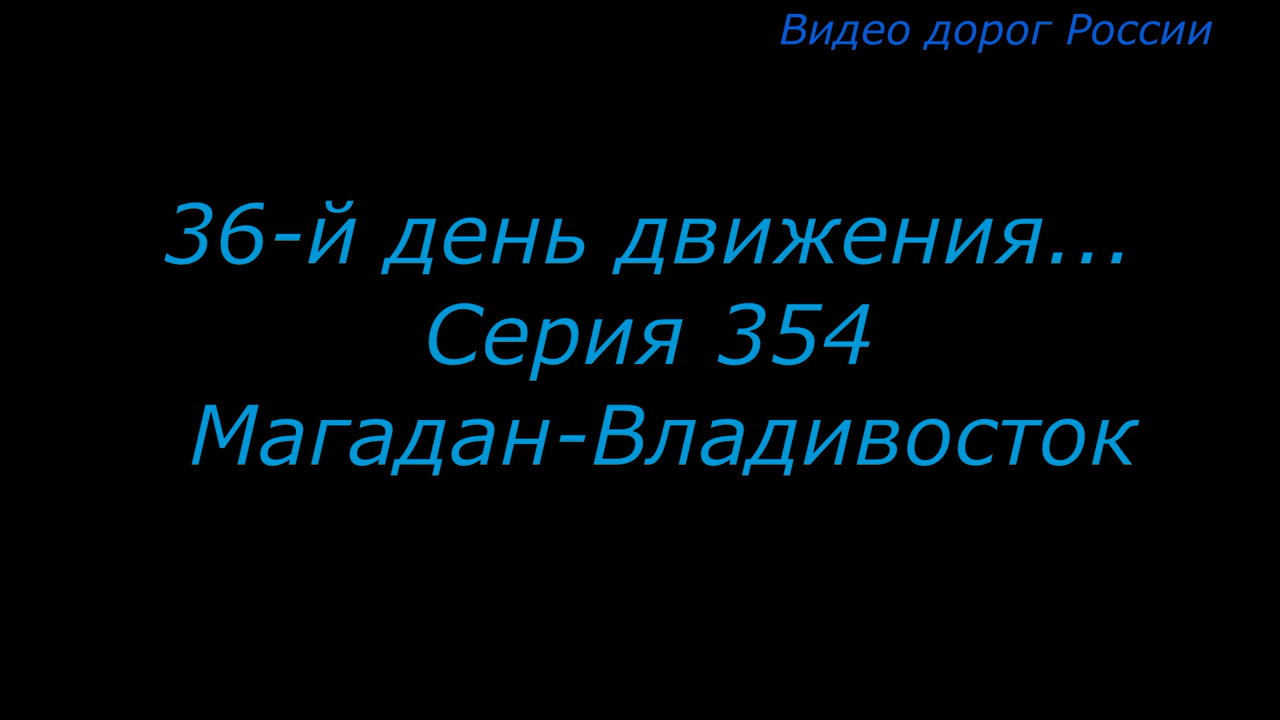 Видео дорог России
36-й день движения...
Серия 354
Магадан-Владивосток